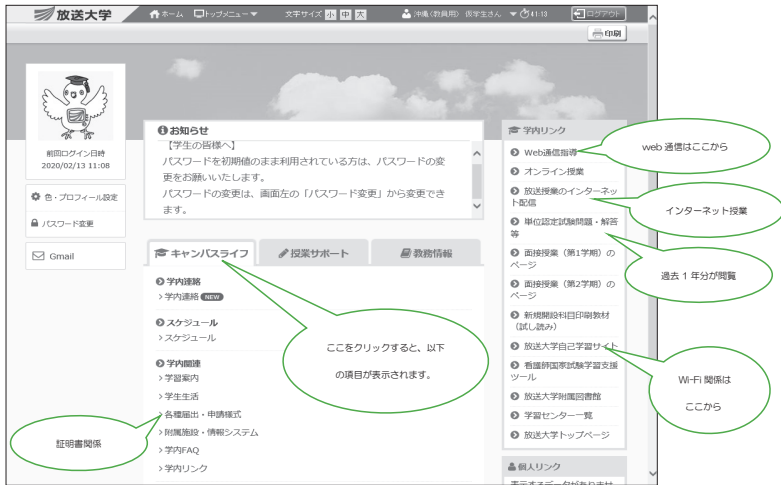 放送大学
ホーム トップメニュー 文字サイズ 小 中 大 沖縄(教員用) 仮学生さん 41:13 ログアウト
印刷
前回ログイン日時
2020/02/13 11:08
色・プロフィール設定
パスワード変更
Gmail
お知らせ
【学生の皆様へ】
パスワードを初期値のまま利用されている方は、パスワードの変
更をお願いいたします。
パスワードの変更は、画面左の「パスワード変更」から変更でき
ます。
キャンパスライフ 授業サポート 教務情報
学内連絡
学内連絡 NEW
スケジュール
スケジュール
学内関連
学習案内
学生生活
各種届出・申請様式
附属施設・情報システム
学内FAQ
学内リンク
ここをクリックすると、以下
の項目が表示されます。
証明書関係
学内リンク
Web通信指導
オンライン授業
放送授業のインターネッ
ト配信
単位認定試験問題・解答
等
面接授業（第1学期）の
ページ
面接授業（第2学期）の
ページ
新規開設科目印刷教材
（試し読み）
放送大学自己学習サイト
看護師国家試験学習支援
ツール
放送大学附属図書館
学習センター一覧
放送大学トップページ
個人リンク
表示するデータがありませ
web 通信はここから
インターネット授業
過去 1 年分が閲覧
Wi-Fi 関係は
ここから